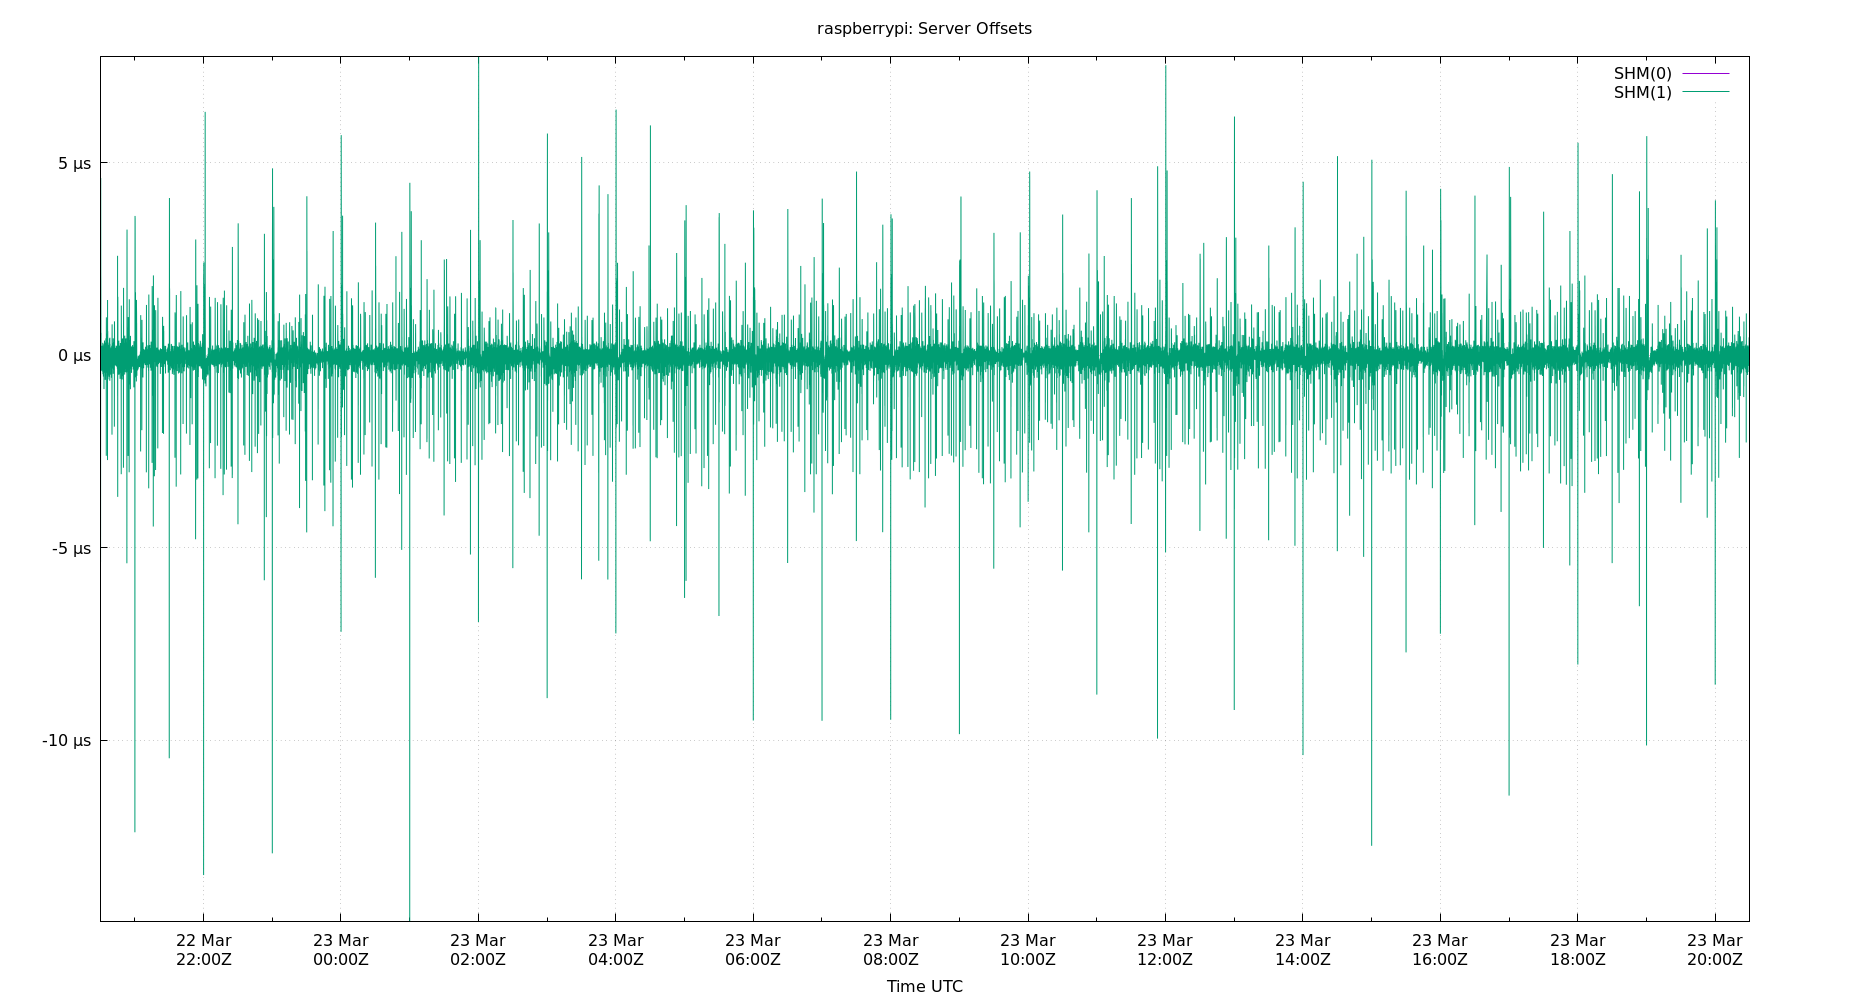 raspberrypi: Server Offsets
SHM(0)
SHM(1)
5 µs
0 µs
-5 µs
-10 µs
22 Mar 23 Mar 23 Mar 23 Mar 23 Mar 23 Mar 23 Mar 23 Mar 23 Mar 23 Mar 23 Mar 23 Mar
22:00Z 00:00Z 02:00Z 04:00Z 06:00Z 08:00Z 10:00Z 12:00Z 14:00Z 16:00Z 18:00Z 20:00Z
Time UTC